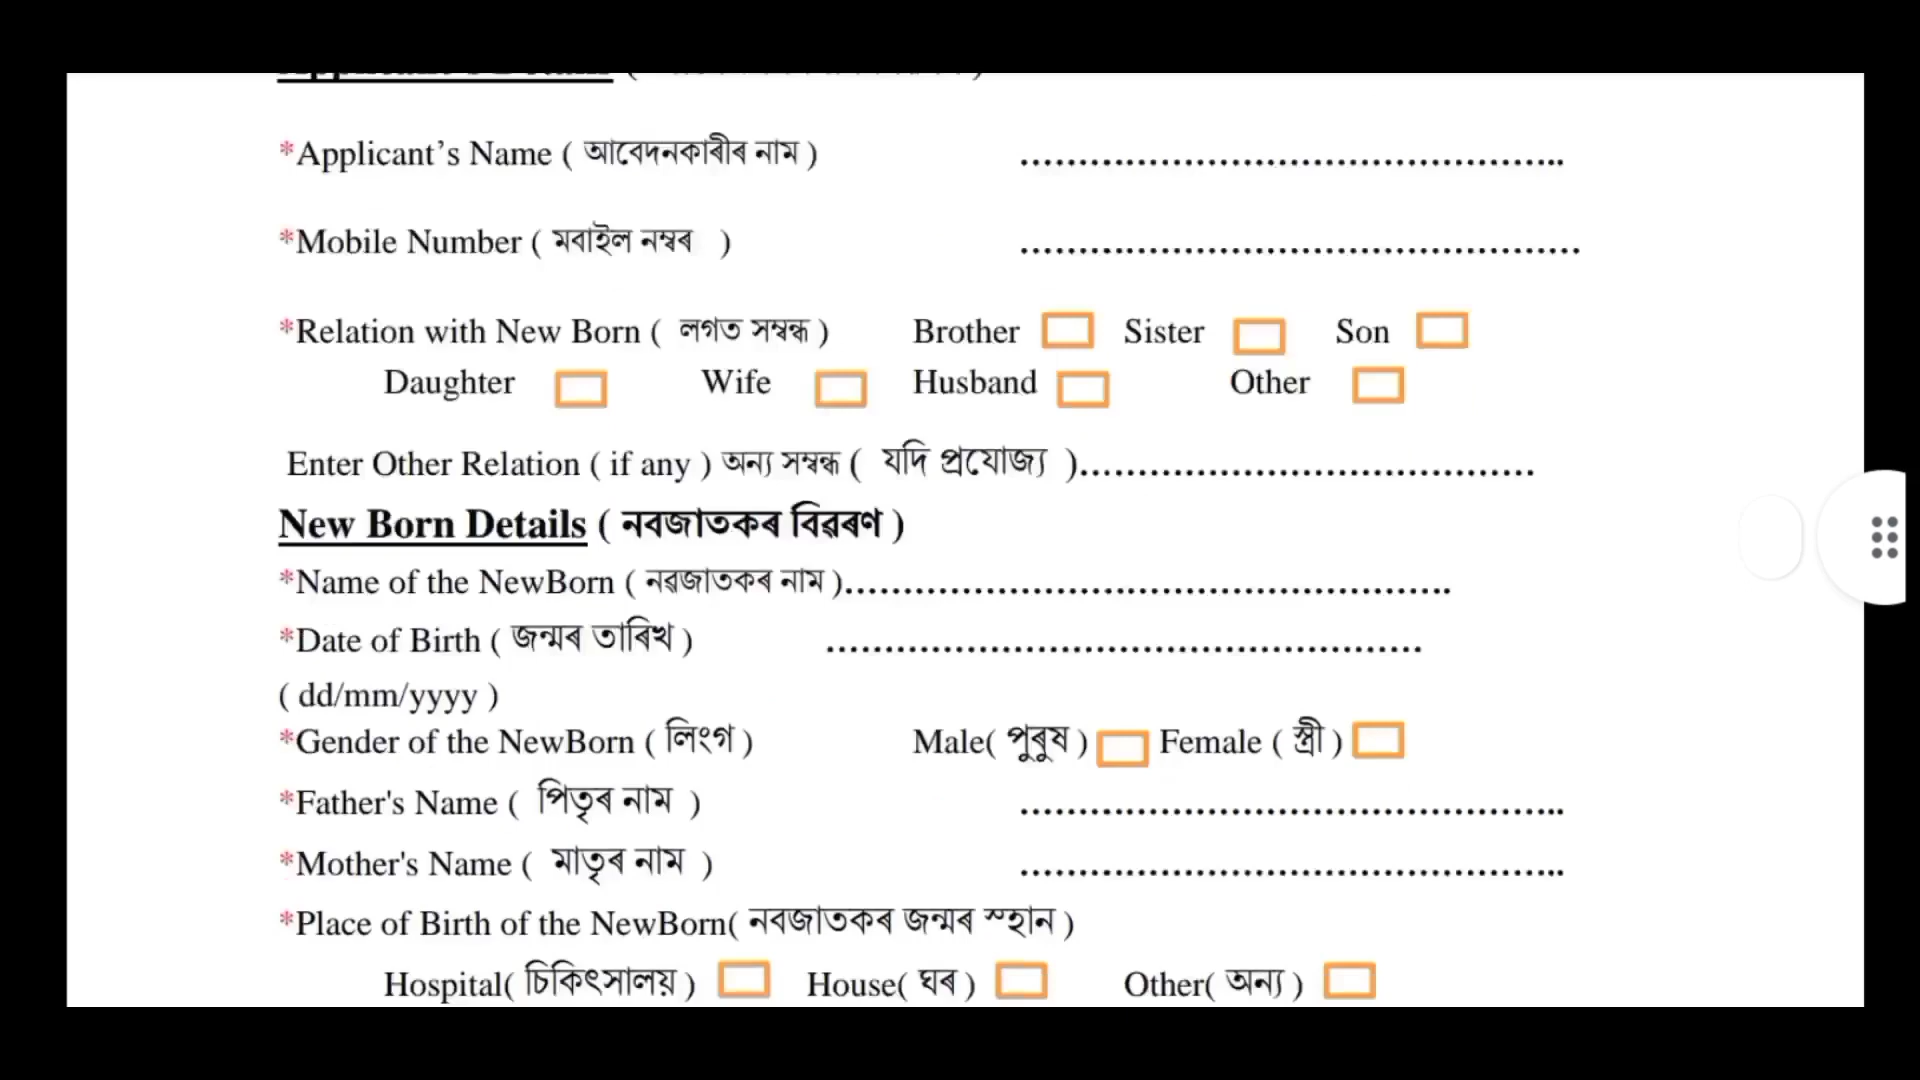 *Applicant’s Name ( আবেদনকাৰীৰ নাম ) ……………………………………………..
*Mobile Number ( মবাইল নম্বৰ ) ………………………………………………
*Relation with New Born ( লগত সম্বন্ধ ) Brother Sister Son
Daughter Wife Husband Other
Enter Other Relation ( if any ) অন্য সম্বন্ধ ( যদি প্ৰযোজ্য )……………………………………
New Born Details ( নবজাতকৰ বিৱৰণ )
*Name of the NewBorn ( নৱজাতকৰ নাম )………………………………………………….
*Date of Birth ( জন্মৰ তাৰিখ ) …………………………………………………
( dd/mm/yyyy )
*Gender of the NewBorn ( লিংগ ) Male( পুৰুষ ) Female ( স্ত্ৰী )
*Father's Name ( পিতৃৰ নাম ) ……………………………………………..
*Mother's Name ( মাতৃৰ নাম ) ……………………………………………..
*Place of Birth of the NewBorn( নবজাতকৰ জন্মৰ স্হান )
Hospital( চিকিৎসালয় ) House( ঘৰ ) Other( অন্য )